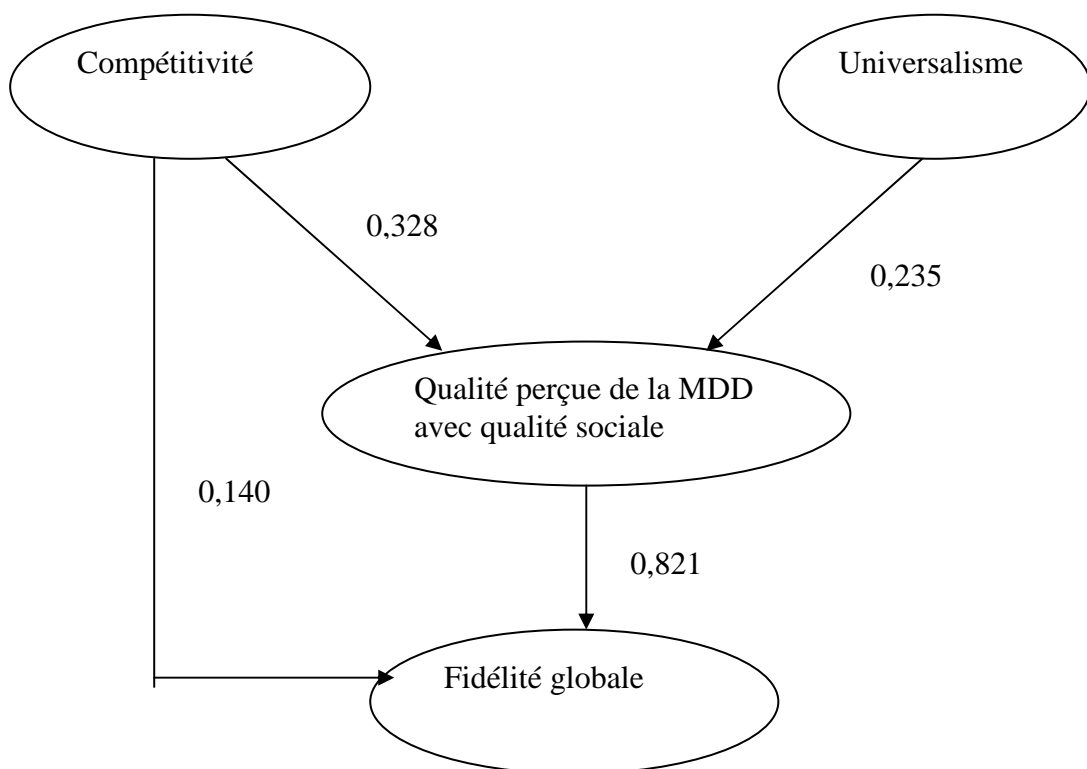 Compétitivité
Universalisme
0,328
0,235
Qualité perçue de la MDD
avec qualité sociale
0,140
0,821
Fidélité globale